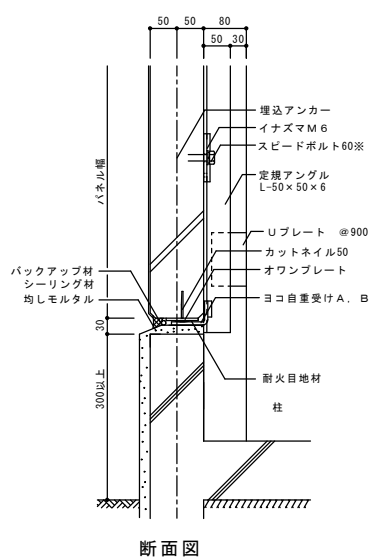 50 50 80
50 30
埋込アンカー
イナズマM6
スピードボルト60※
定規アングル
L-50×50×6
パネル幅
Uプレート @900
カットネイル50
オワンプレート
ヨコ自重受けA, B
バックアップ材
シーリング材
均しモルタル
30
300以上
耐火目地材
柱
断面図